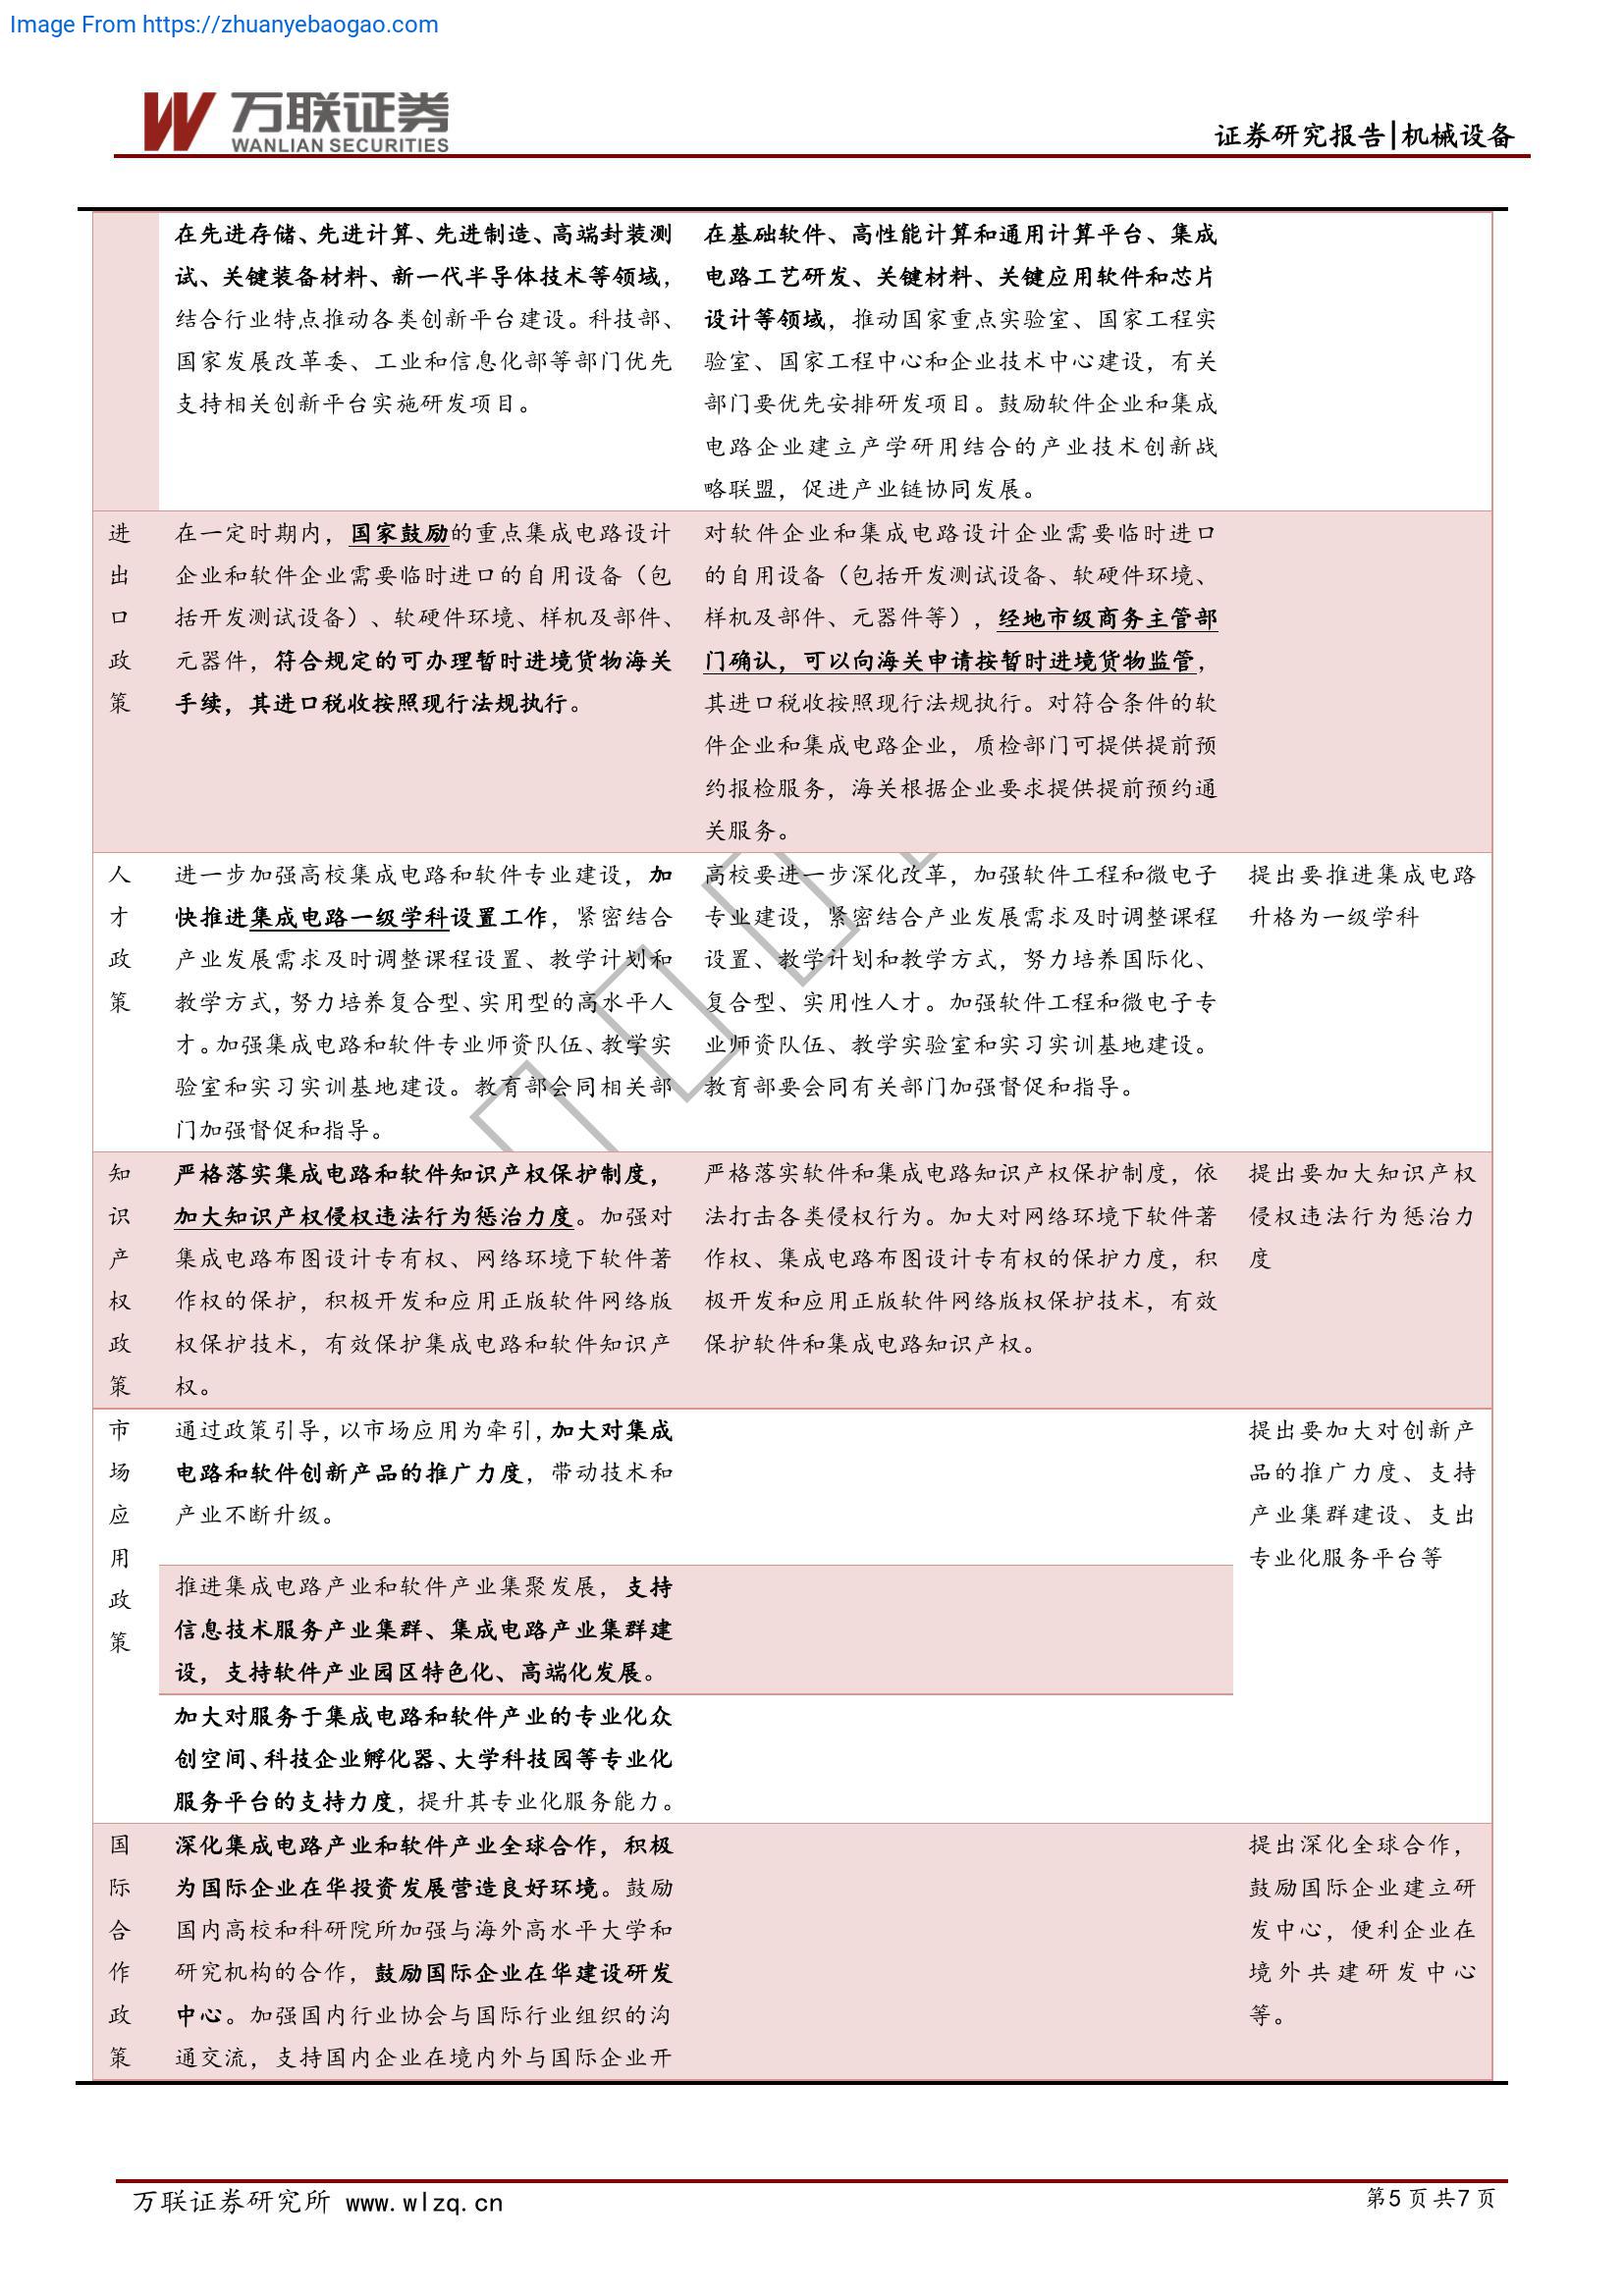 Image From https://zhuanyebaogao.com
万联证券
WANLIAN SECURITIES
证券研究报告|机械设备
在先进存储、先进计算、先进制造、高端封装测
试、关键装备材料、新一代半导体技术等领域，
结合行业特点推动各类创新平台建设。科技部、
国家发展改革委、工业和信息化部等部门优先
支持相关创新平台实施研发项目。
在基础软件、高性能计算和通用计算平台、集成
电路工艺研发、关键材料、关键应用软件和芯片
设计等领域，推动国家重点实验室、国家工程实
验室、国家工程中心和企业技术中心建设，有关
部门要优先安排研发项目。鼓励软件企业和集成
电路企业建立产学研用结合的产业技术创新战
略联盟，促进产业链协同发展。
进
出
口
政
策
在一定时期内，国家鼓励的重点集成电路设计
企业和软件企业需要临时进口的自用设备（包
括开发测试设备）、软硬件环境、样机及部件、
元器件，符合规定的可办理暂时进境货物海关
手续，其进口税收按照现行法规执行。
对软件企业和集成电路设计企业需要临时进口
的自用设备（包括开发测试设备、软硬件环境、
样机及部件、元器件等），经地市级商务主管部
门确认，可以向海关申请按暂时进境货物监管，
其进口税收按照现行法规执行。对符合条件的软
件企业和集成电路企业，质检部门可提供提前预
约报检服务，海关根据企业要求提供提前预约通
关服务。
人
才
政
策
进一步加强高校集成电路和软件专业建设，加
快推进集成电路一级学科设置工作，紧密结合
产业发展需求及时调整课程设置、教学计划和
教学方式，努力培养复合型、实用型的高水平人
才。加强集成电路和软件专业师资队伍、教学实
验室和实习实训基地建设。教育部会同相关部
门加强督促和指导。
高校要进一步深化改革，加强软件工程和微电子
专业建设，紧密结合产业发展需求及时调整课程
设置、教学计划和教学方式，努力培养国际化、
复合型、实用性人才。加强软件工程和微电子专
业师资队伍、教学实验室和实习实训基地建设。
教育部要会同有关部门加强督促和指导。
提出要推进集成电路
升格为一级学科
知
识
产
权
政
策
严格落实集成电路和软件知识产权保护制度，
加大知识产权侵权违法行为惩治力度。加强对
集成电路布图设计专有权、网络环境下软件著
作权的保护，积极开发和应用正版软件网络版
权保护技术，有效保护集成电路和软件知识产
权。
严格落实软件和集成电路知识产权保护制度，依
法打击各类侵权行为。加大对网络环境下软件著
作权、集成电路布图设计专有权的保护力度，积
极开发和应用正版软件网络版权保护技术，有效
保护软件和集成电路知识产权。
提出要加大知识产权
侵权违法行为惩治力
度
市
场
应
用
政
策
通过政策引导，以市场应用为牵引，加大对集成
电路和软件创新产品的推广力度，带动技术和
产业不断升级。
推进集成电路产业和软件产业集聚发展，支持
信息技术服务产业集群、集成电路产业集群建
设，支持软件产业园区特色化、高端化发展。
加大对服务于集成电路和软件产业的专业化众
创空间、科技企业孵化器、大学科技园等专业化
服务平台的支持力度，提升其专业化服务能力。
提出要加大对创新产
品的推广力度、支持
产业集群建设、支出
专业化服务平台等
国
际
合
作
政
策
深化集成电路产业和软件产业全球合作，积极
为国际企业在华投资发展营造良好环境。鼓励
国内高校和科研院所加强与海外高水平大学和
研究机构的合作，鼓励国际企业在华建设研发
中心。加强国内行业协会与国际行业组织的沟
通交流，支持国内企业在境内外与国际企业开
提出深化全球合作，
鼓励国际企业建立研
发中心，便利企业在
境外共建研发中心
等。
万联证券研究所 www.wlzq.cn
第5页共7页